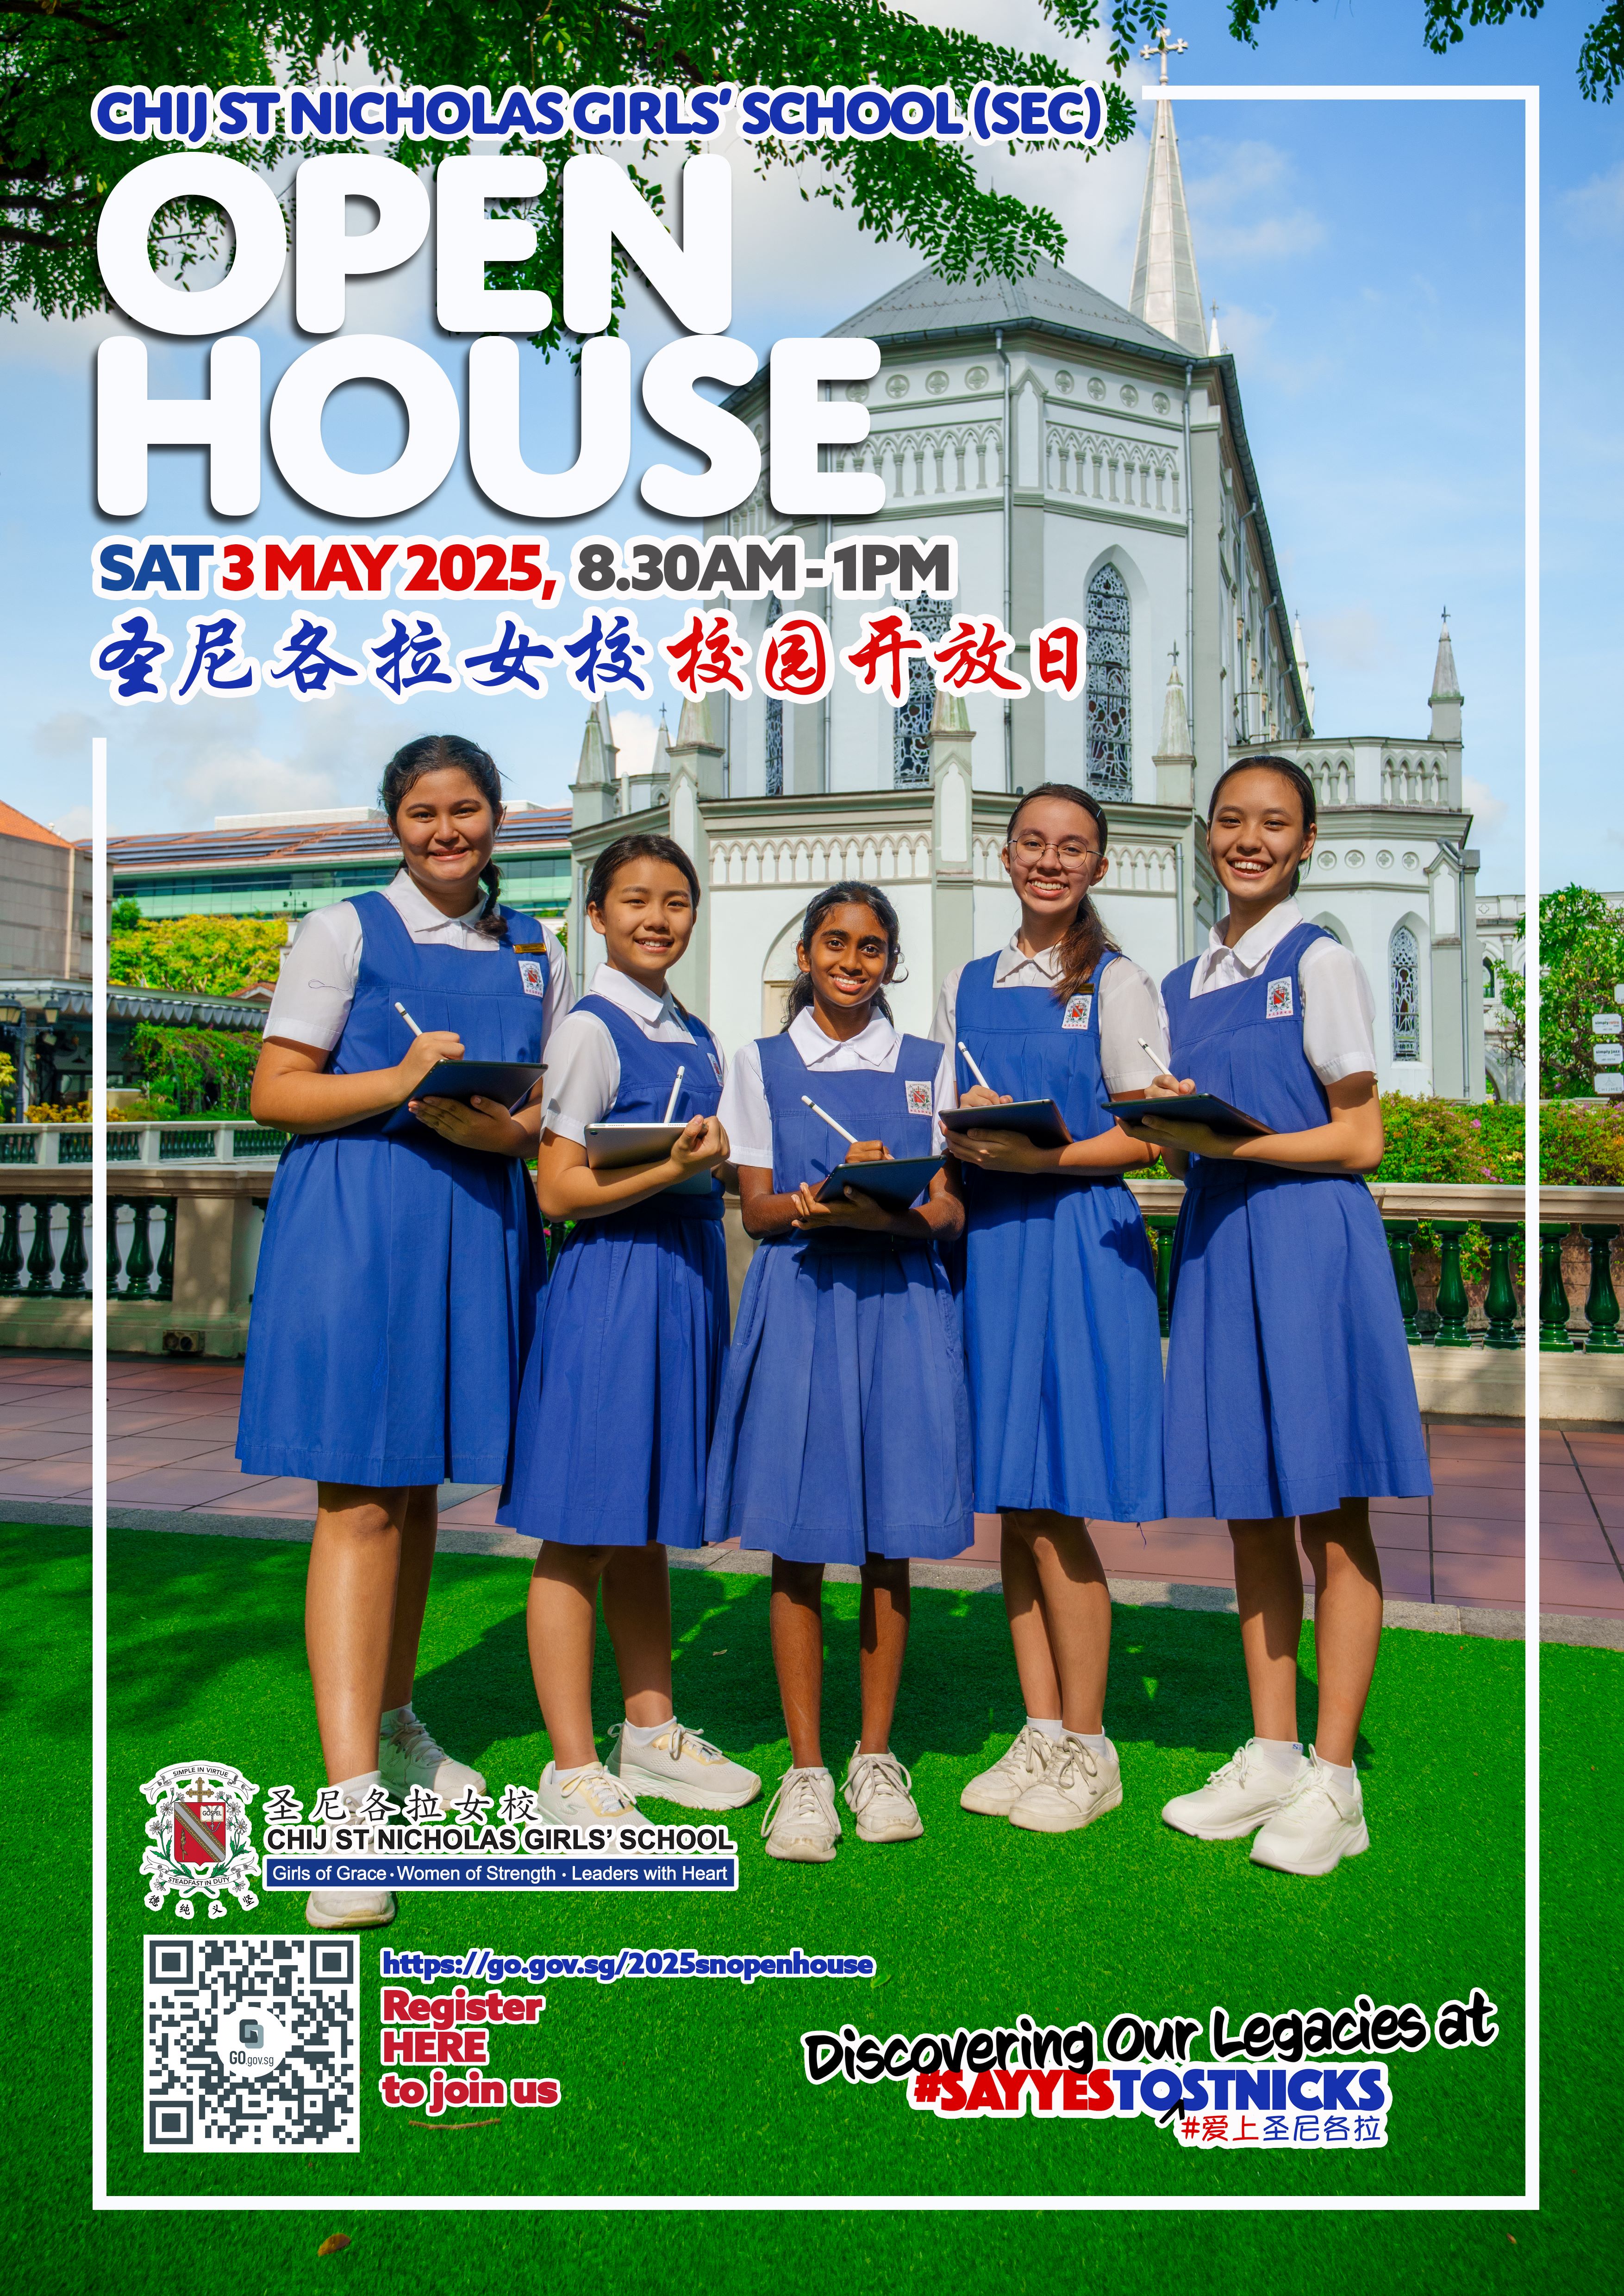 CHIJ ST NICHOLAS GIRLS' SCHOOL (SEC)
OPEN
HOUSE
SAT 3 MAY 2025, 8.30AM - 1PM
圣尼各拉女校 校园开放日
SIMPLE IN VIRTUE
GOSPEL
STEADFAST IN DUTY
德纯义坚
圣尼各拉女校
CHIJ ST NICHOLAS GIRLS' SCHOOL
Girls of Grace · Women of Strength · Leaders with Heart
GO.gov.sg
https://go.gov.sg/2025snopenhouse
Register
HERE
to join us
Discovering Our Legacies at
#SAYYESTOSTNICKS
#爱上圣尼各拉